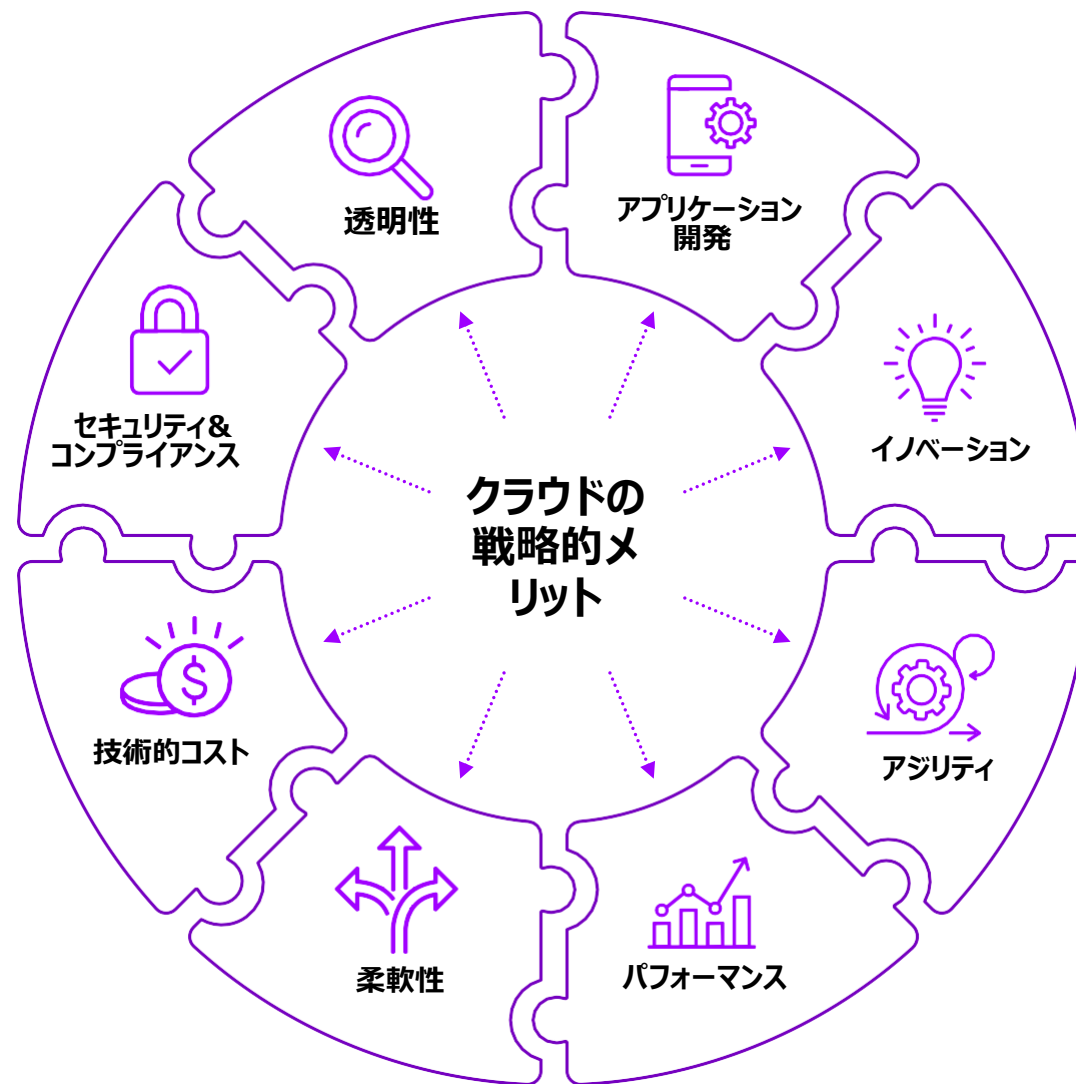 透明性
アプリケーション
開発
セキュリティ&
コンプライアンス
イノベーション
クラウドの
戦略的メ
リット
技術的コスト
アジリティ
柔軟性
パフォーマンス
$